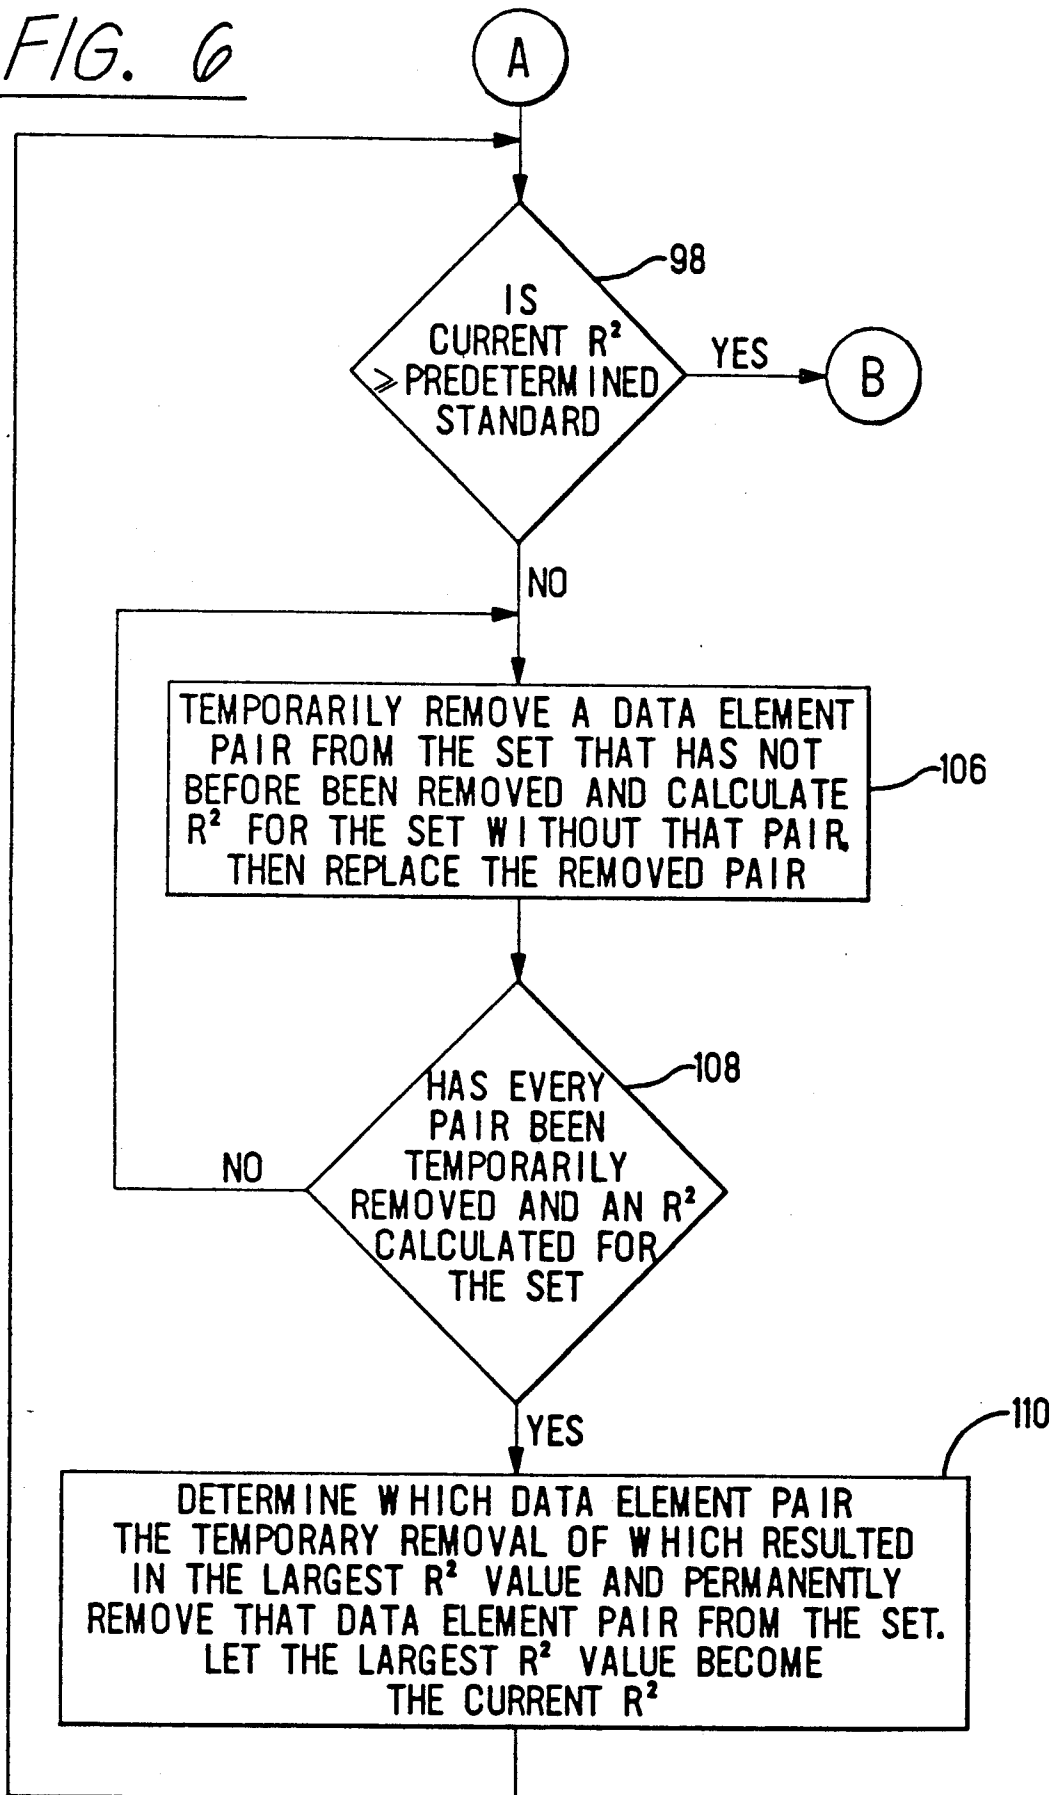 FIG. 6
A
98
IS
CURRENT R²
⩾ PREDETERMINED
STANDARD
YES
B
NO
TEMPORARILY REMOVE A DATA ELEMENT
PAIR FROM THE SET THAT HAS NOT
BEFORE BEEN REMOVED AND CALCULATE
R² FOR THE SET WITHOUT THAT PAIR.
THEN REPLACE THE REMOVED PAIR
106
108
HAS EVERY
PAIR BEEN
TEMPORARILY
REMOVED AND AN R²
CALCULATED FOR
THE SET
NO
YES
110
DETERMINE WHICH DATA ELEMENT PAIR
THE TEMPORARY REMOVAL OF WHICH RESULTED
IN THE LARGEST R² VALUE AND PERMANENTLY
REMOVE THAT DATA ELEMENT PAIR FROM THE SET.
LET THE LARGEST R² VALUE BECOME
THE CURRENT R²